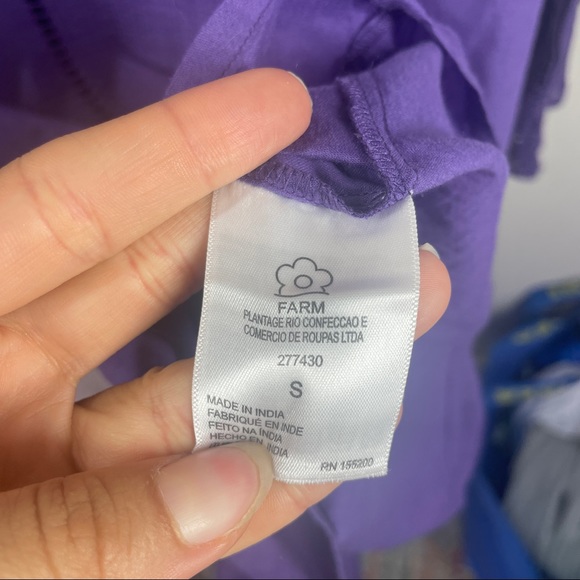 FARM
PLANTAGE RIO CONFECCAO E
COMERCIO DE ROUPAS LTDA
277430
S
MADE IN INDIA
FABRIQUÉ EN INDE
FEITO NA ÍNDIA
HECHO EN INDIA
RN 155200